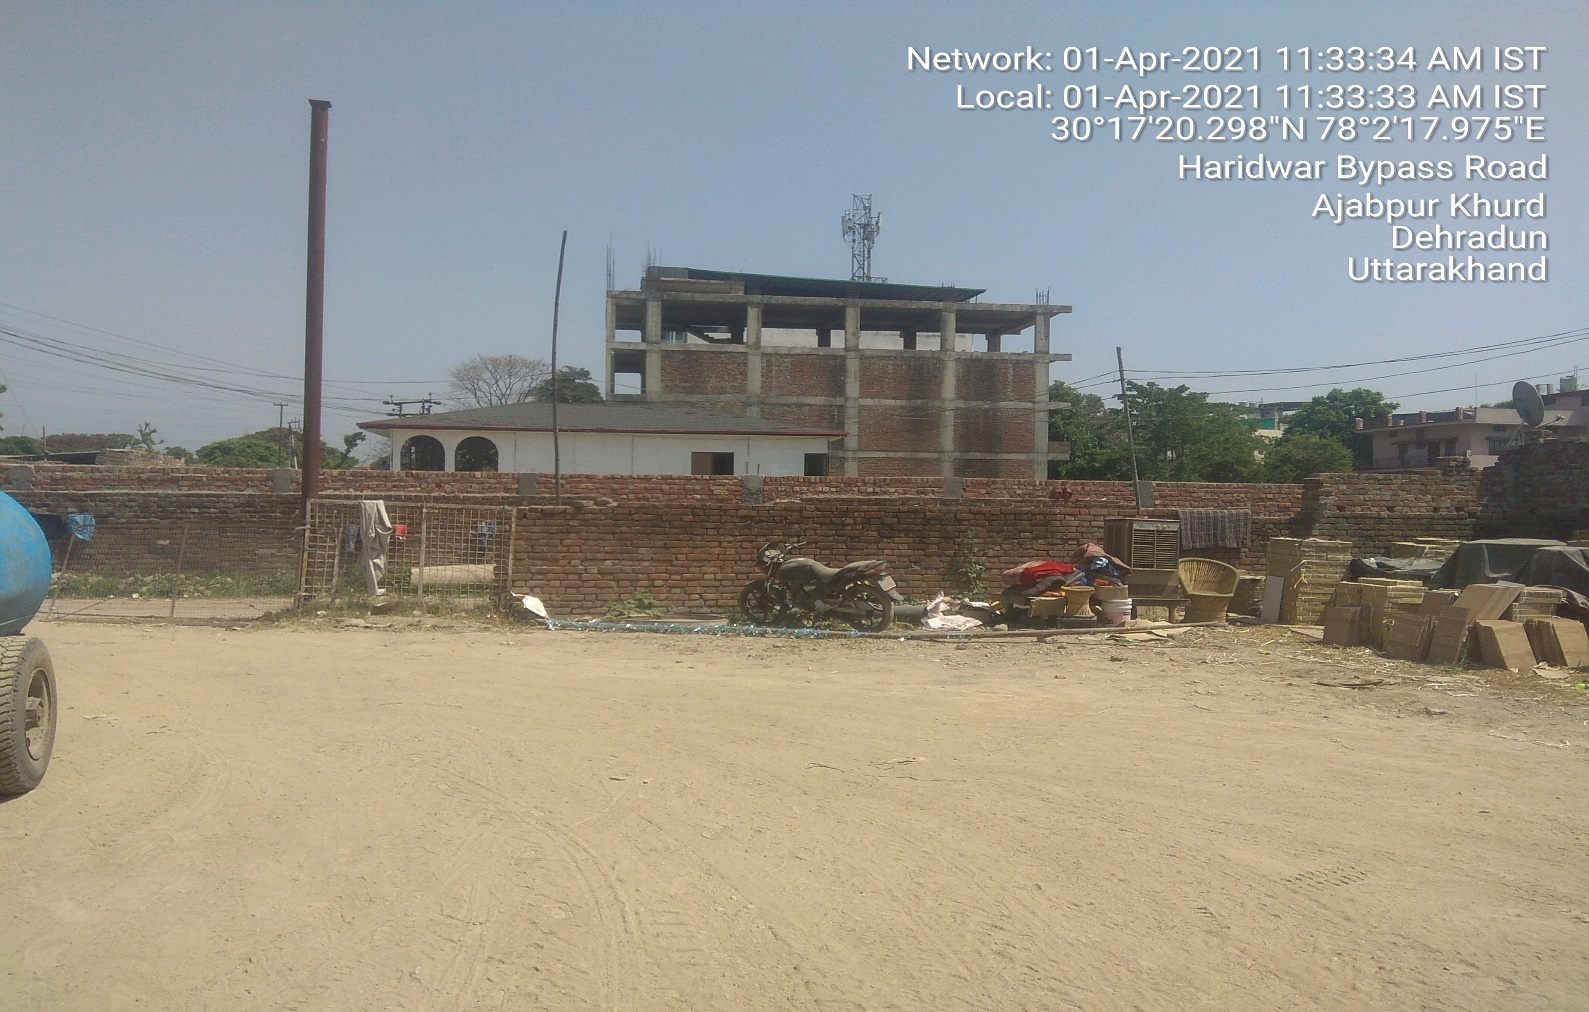 Network: 01-Apr-2021 11:33:34 AM IST
Local: 01-Apr-2021 11:33:33 AM IST
30°17'20.298"N 78°2'17.975"E
Haridwar Bypass Road
Ajabpur Khurd
Dehradun
Uttarakhand